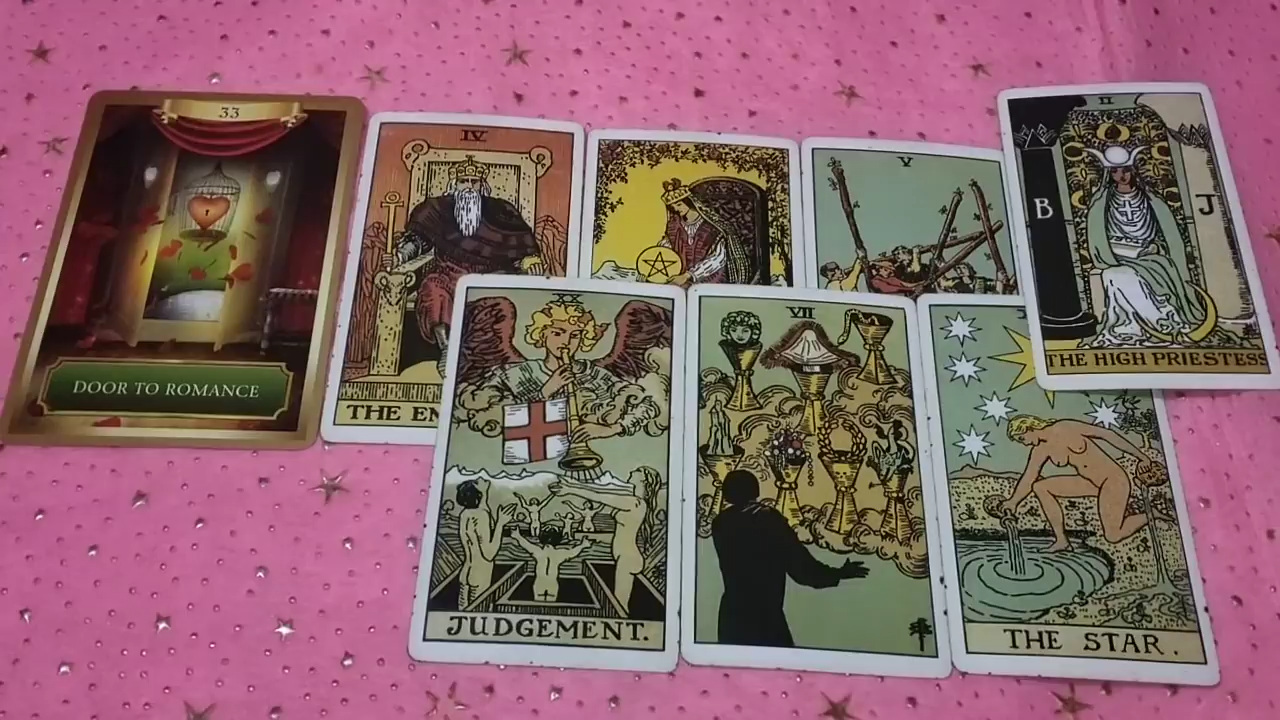 33
DOOR TO ROMANCE
IV
THE EM
V
II
B
J
THE HIGH PRIESTESS
XX
JUDGEMENT.
VII
THE STAR.